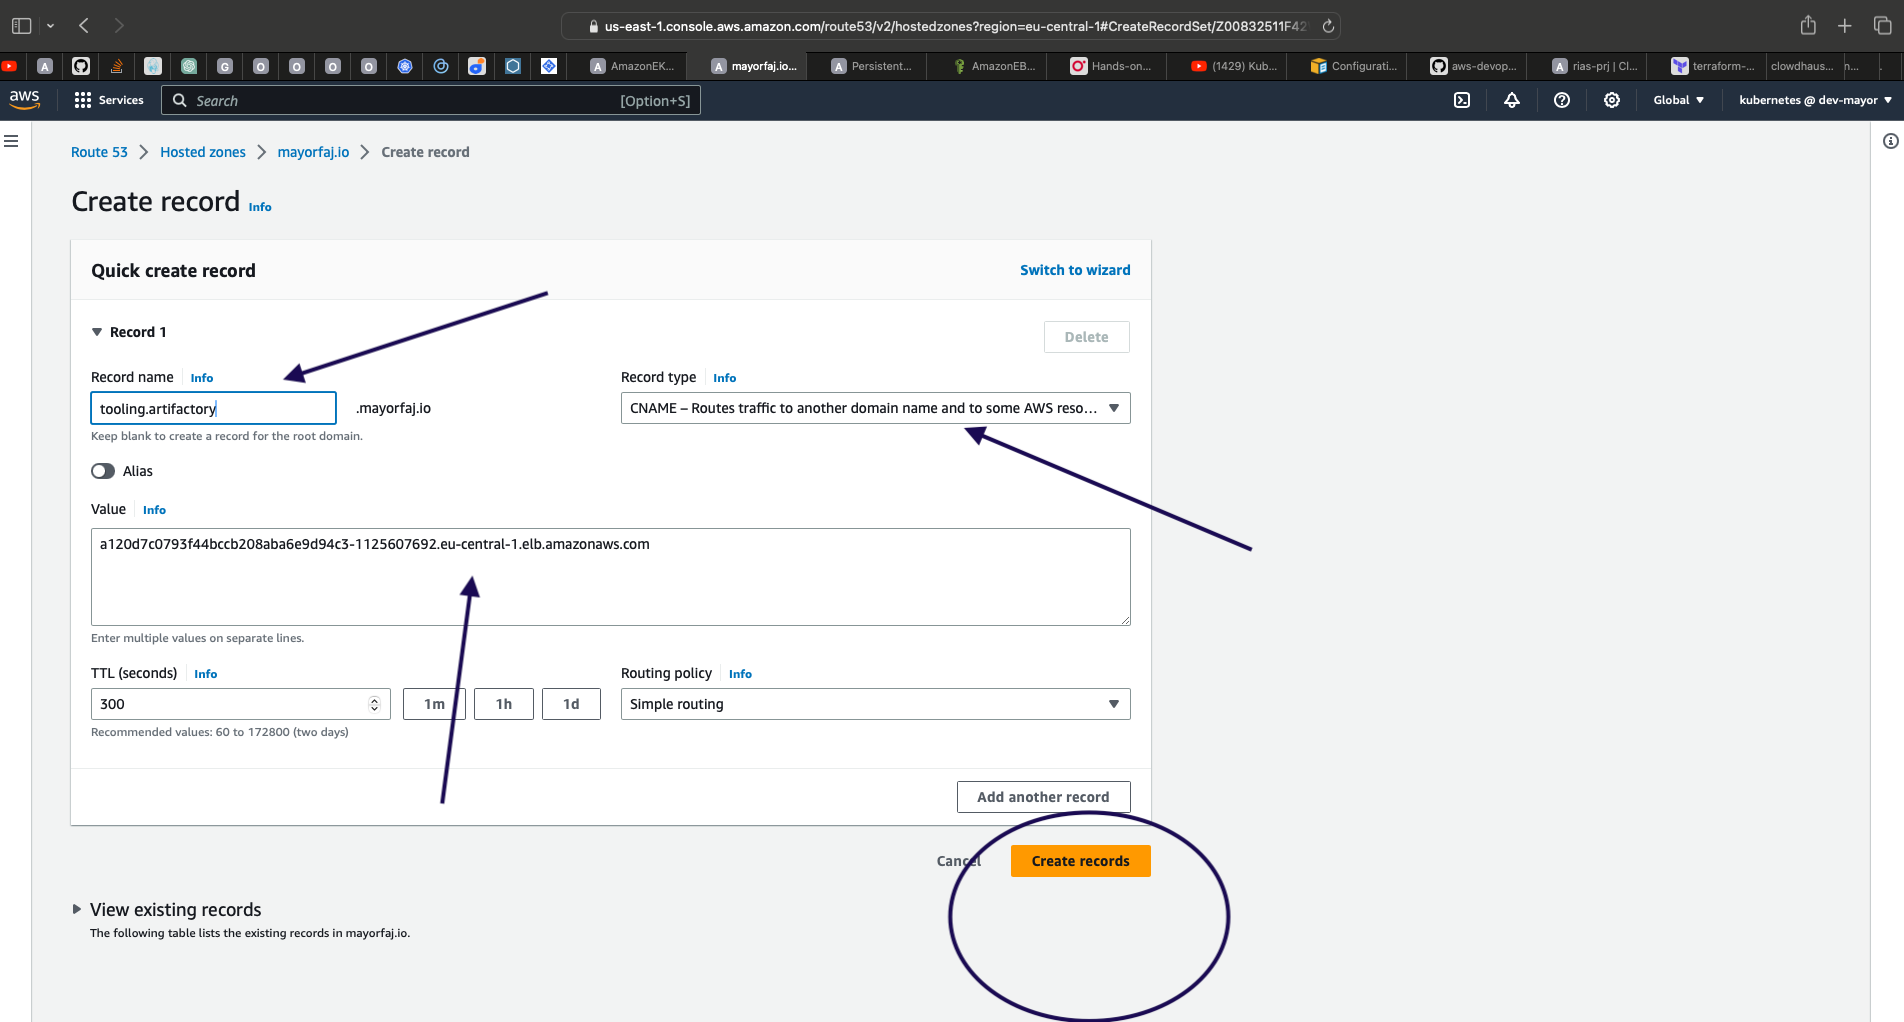 us-east-1.console.aws.amazon.com/route53/v2/hostedzones?region=eu-central-1#CreateRecordSet/Z00832511F42
A G O O O O A AmazonEK... A mayorfaj.io... A Persistent... AmazonEB... Hands-on... (1429) Kub... Configurati... aws-devop... A rias-prj | Cl... terraform-... clowdhaus... n...
aws Services Search [Option+S] Global kubernetes @ dev-mayor
Route 53 Hosted zones mayorfaj.io Create record
Create record Info
Quick create record Switch to wizard
Record 1 Delete
Record name Info Record type Info
tooling.artifactory .mayorfaj.io CNAME – Routes traffic to another domain name and to some AWS reso...
Keep blank to create a record for the root domain.
Alias
Value Info
a120d7c0793f44bccb208aba6e9d94c3-1125607692.eu-central-1.elb.amazonaws.com
Enter multiple values on separate lines.
TTL (seconds) Info Routing policy Info
300 1m 1h 1d Simple routing
Recommended values: 60 to 172800 (two days)
Add another record
Cancel Create records
View existing records
The following table lists the existing records in mayorfaj.io.